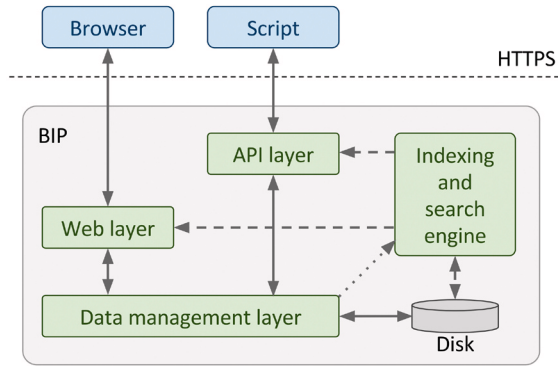 Browser
Script
HTTPS
BIP
API layer
Indexing
and
search
engine
Web layer
Data management layer
Disk